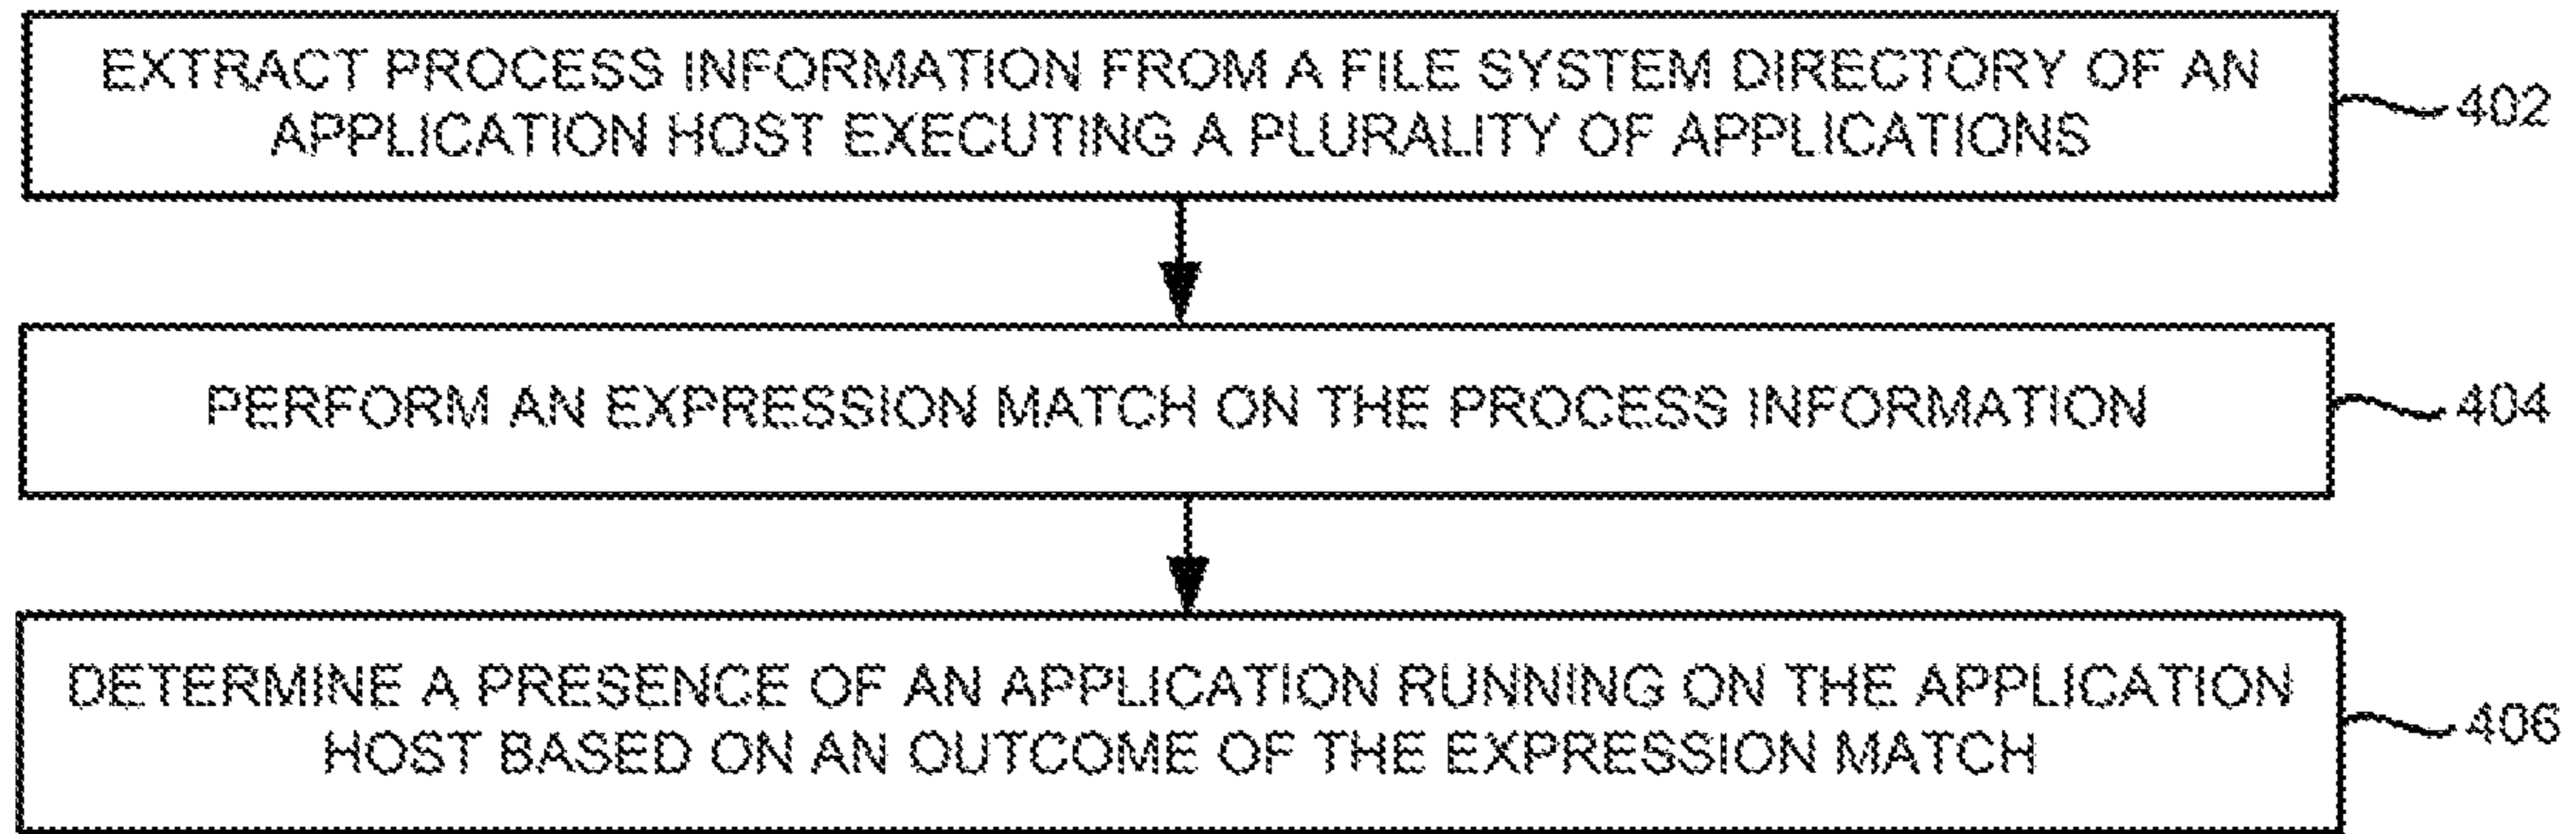 EXTRACT PROCESS INFORMATION FROM A FILE SYSTEM DIRECTORY OF AN
APPLICATION HOST EXECUTING A PLURALITY OF APPLICATIONS
402
PERFORM AN EXPRESSION MATCH ON THE PROCESS INFORMATION
404
DETERMINE A PRESENCE OF AN APPLICATION RUNNING ON THE APPLICATION
HOST BASED ON AN OUTCOME OF THE EXPRESSION MATCH
406